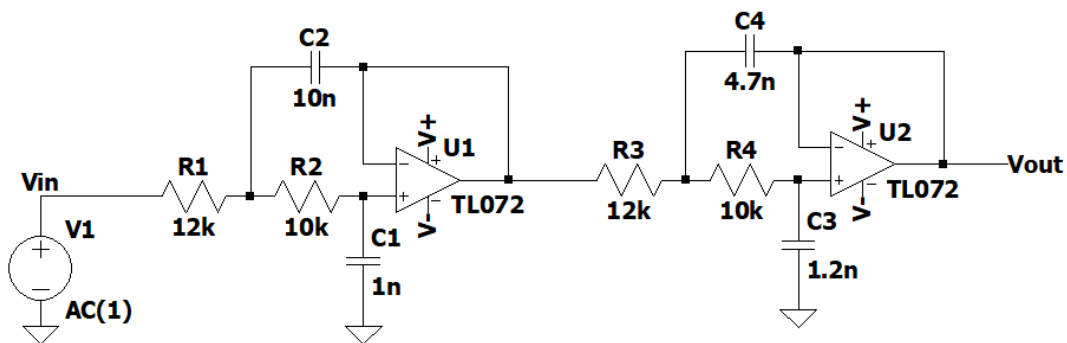 C2
10n
C4
4.7n
V+
U1
V+
U2
R1
12k
R2
10k
R3
12k
R4
10k
Vin
Vout
TL072
TL072
V-
V-
V1
AC(1)
C1
1n
C3
1.2n